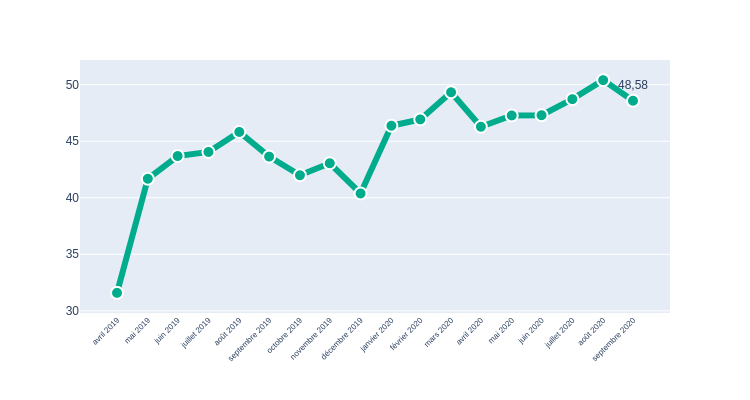 50
45
40
35
30
48,58
avril 2019
mai 2019
juin 2019
juillet 2019
août 2019
septembre 2019
octobre 2019
novembre 2019
décembre 2019
janvier 2020
février 2020
mars 2020
avril 2020
mai 2020
juin 2020
juillet 2020
août 2020
septembre 2020